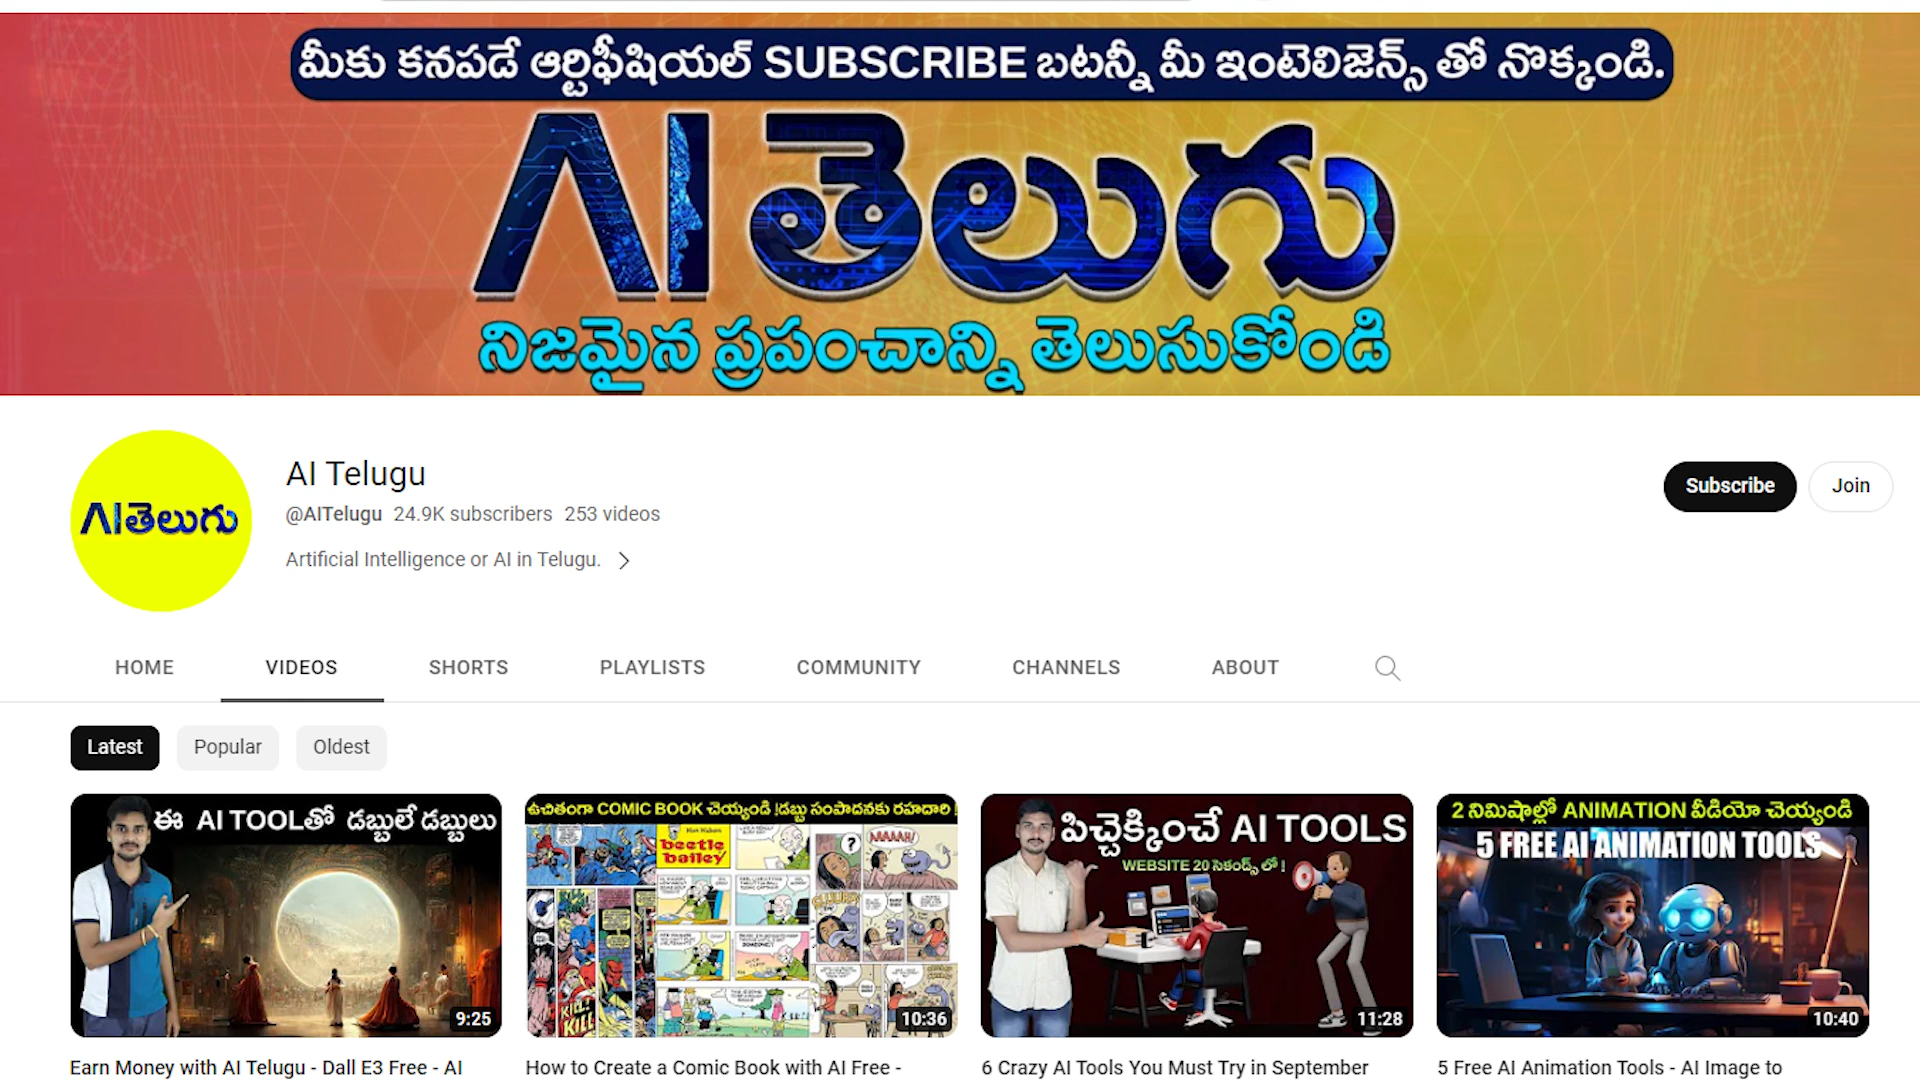 మీకు కనపడే ఆర్టిఫీషియల్ SUBSCRIBE బటన్నీ మీ ఇంటెలిజెన్స్ తో నొక్కండి.
AI తెలుగు
నిజమైన ప్రపంచాన్ని తెలుసుకోండి
AIతెలుగు
AI Telugu
@AITelugu 24.9K subscribers 253 videos
Artificial Intelligence or AI in Telugu.
Subscribe
Join
HOME VIDEOS SHORTS PLAYLISTS COMMUNITY CHANNELS ABOUT
Latest Popular Oldest
ఈ AI TOOLతో డబ్బులే డబ్బులు
9:25
Earn Money with AI Telugu - Dall E3 Free - AI
ఉచితంగా COMIC BOOK చెయ్యండి !డబ్బు సంపాదనకు రహదారి !
beetle
bailey
AAAAAH!
?
KILL
KILL
10:36
How to Create a Comic Book with AI Free -
పిచ్చెక్కించే AI TOOLS
WEBSITE 20 సెకండ్స్ లో !
11:28
6 Crazy AI Tools You Must Try in September
2 నిమిషాల్లో ANIMATION వీడియో చెయ్యండి
5 FREE AI ANIMATION TOOLS
10:40
5 Free AI Animation Tools - AI Image to